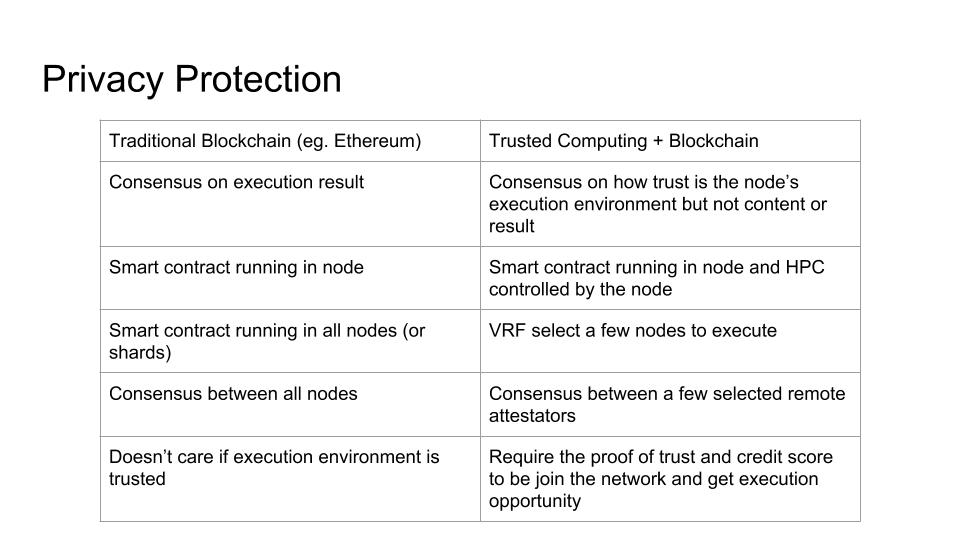 Privacy Protection
Traditional Blockchain (eg. Ethereum)
Trusted Computing + Blockchain
Consensus on execution result
Consensus on how trust is the node’s
execution environment but not content or
result
Smart contract running in node
Smart contract running in node and HPC
controlled by the node
Smart contract running in all nodes (or
shards)
VRF select a few nodes to execute
Consensus between all nodes
Consensus between a few selected remote
attestators
Doesn’t care if execution environment is
trusted
Require the proof of trust and credit score
to be join the network and get execution
opportunity